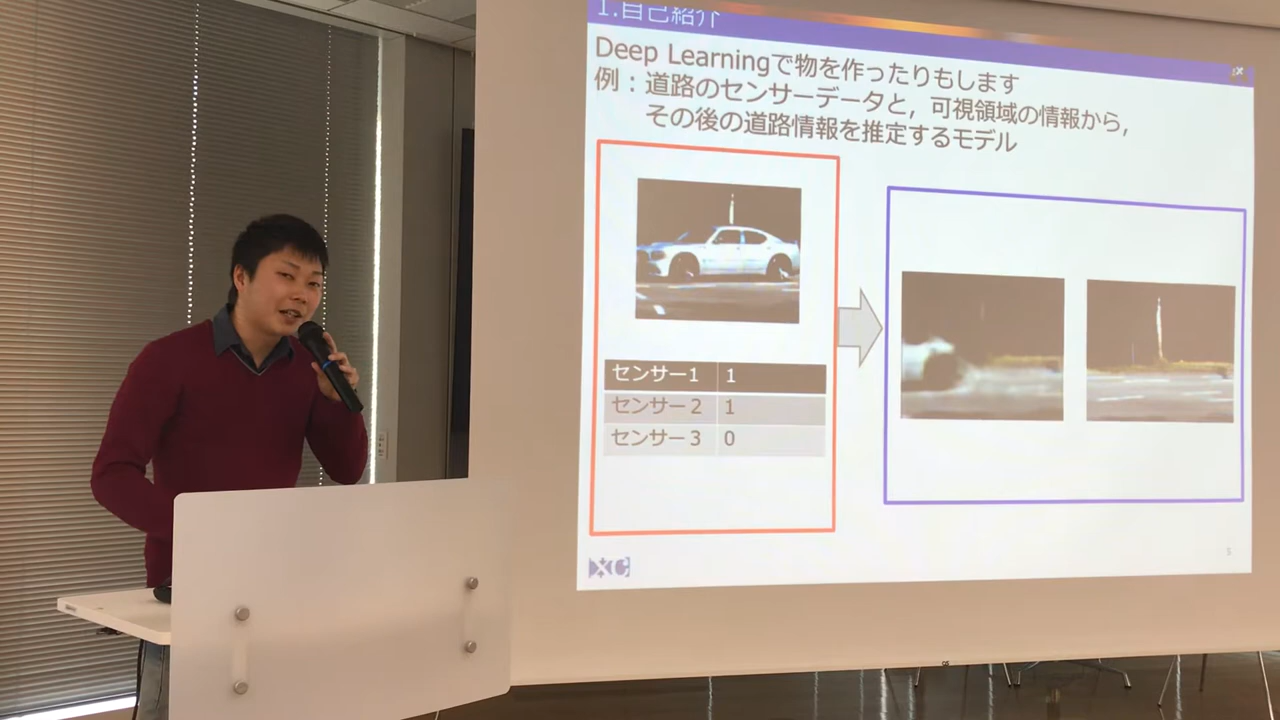 1.自己紹介
Deep Learningで物を作ったりもします
例：道路のセンサーデータと，可視領域の情報から，
その後の道路情報を推定するモデル
センサー1 1
センサー２ 1
センサー３ 0
DXC
5